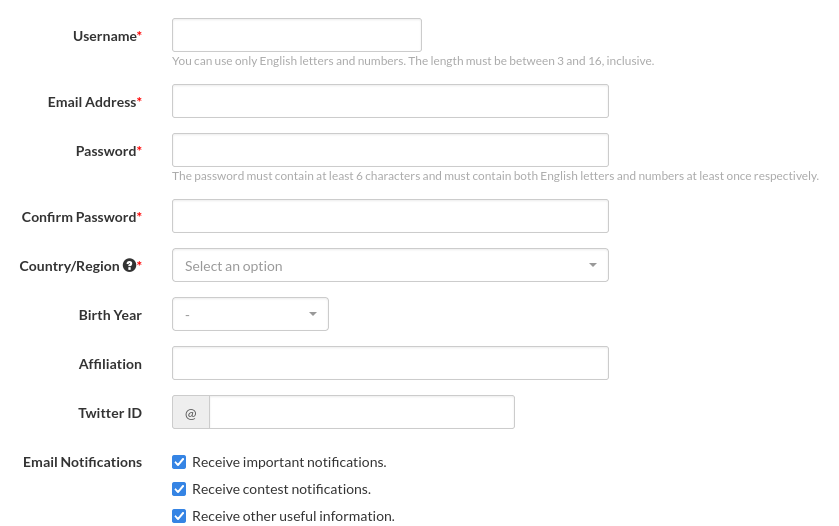 Username*
You can use only English letters and numbers. The length must be between 3 and 16, inclusive.
Email Address*
Password*
The password must contain at least 6 characters and must contain both English letters and numbers at least once respectively.
Confirm Password*
Country/Region ?* Select an option
Birth Year -
Affiliation
Twitter ID @
Email Notifications Receive important notifications.
Receive contest notifications.
Receive other useful information.